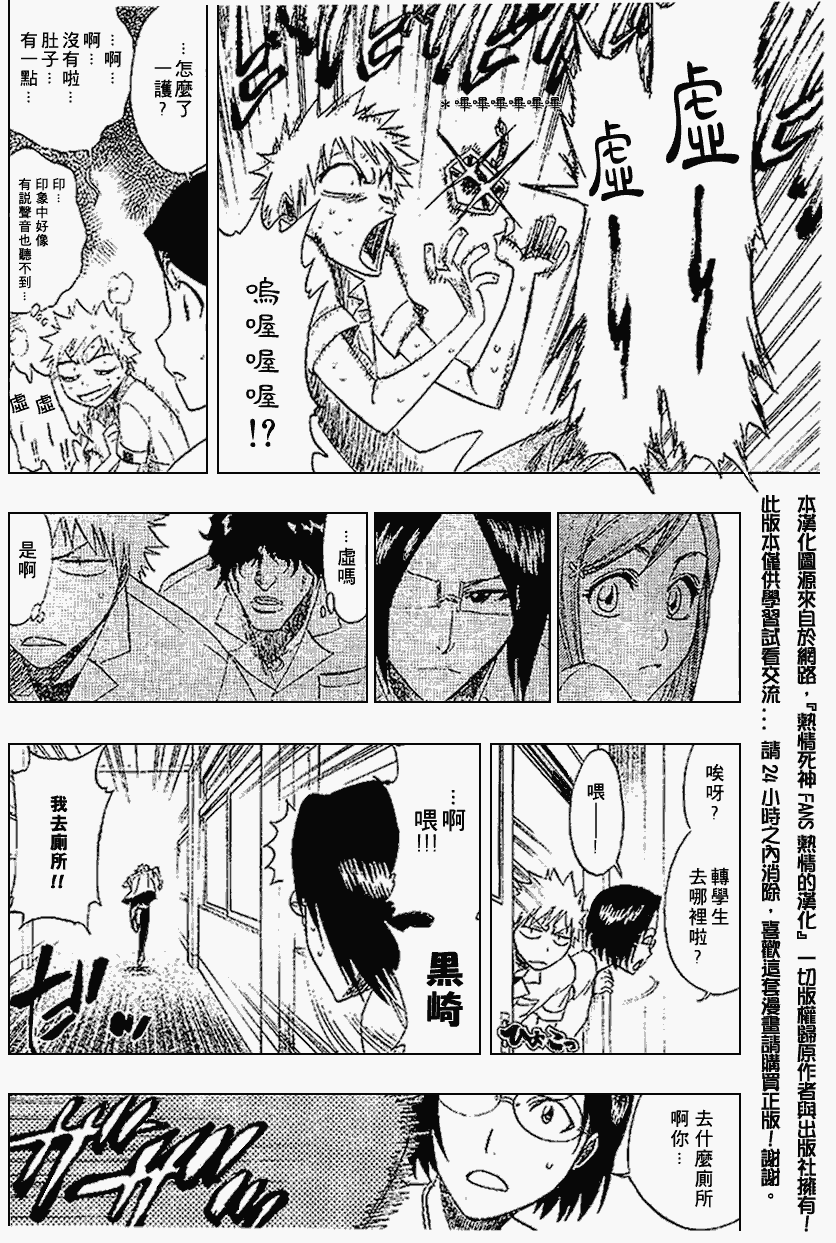 虛
虛
*嗶嗶嗶嗶嗶嗶
嗚喔喔喔!?
…怎麼了
一護?
…啊…
啊…
沒有啦…
肚子…
有一點…
印…
印象中好像
有説聲音也聽不到…
虛
虛
…虛嗎
是啊
唉呀?
轉學生
去哪裡啦?
喂——!
ひょこっ
…啊
喂!!!
黑崎
我去廁所!!
去什麼廁所
啊你…
本漢化圖源來自於網路，『熱情死神FANS熱情的漢化』一切版權歸原作者與出版社擁有！
此版本僅供學習試看交流... 請24小時之內消除，喜歡這套漫畫請購買正版！謝謝。